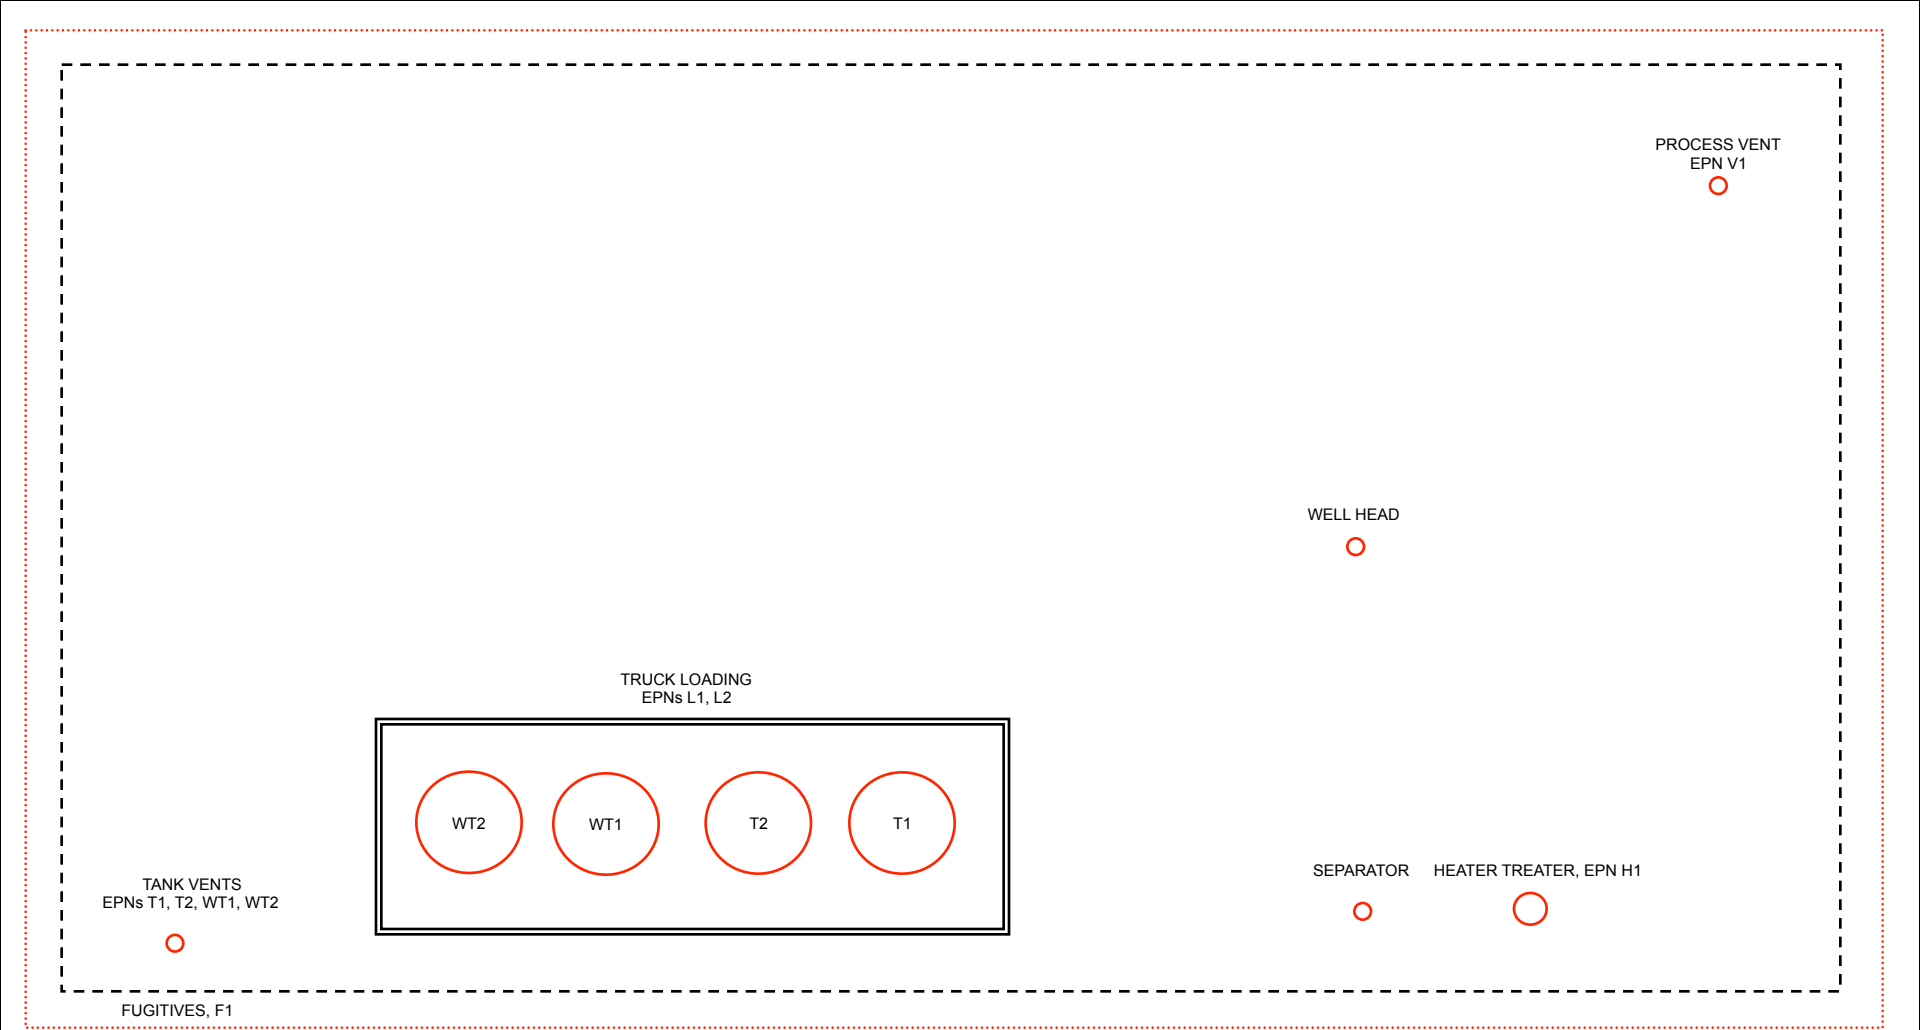 PROCESS VENT
EPN V1
WELL HEAD
TRUCK LOADING
EPNs L1, L2
WT2
WT1
T2
T1
SEPARATOR
HEATER TREATER, EPN H1
TANK VENTS
EPNs T1, T2, WT1, WT2
FUGITIVES, F1